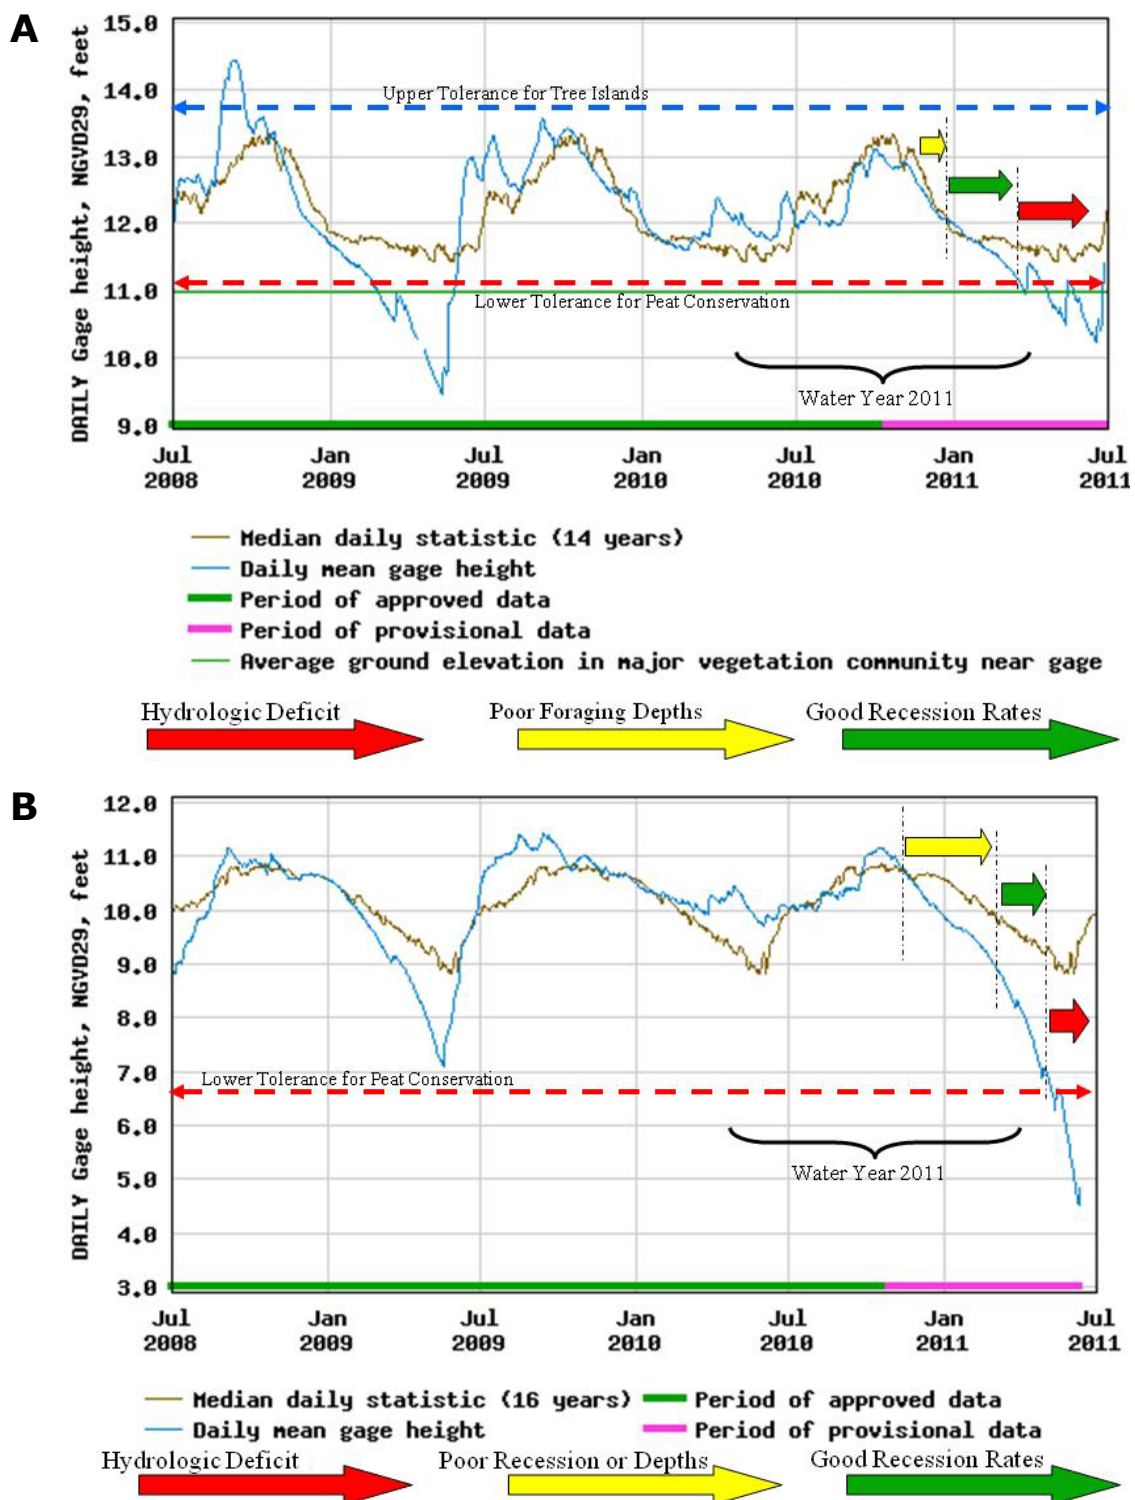 A
DAILY Gage height, NGVD29, feet
15.0
14.0
13.0
12.0
11.0
10.0
9.0
Upper Tolerance for Tree Islands
Lower Tolerance for Peat Conservation
Water Year 2011
Jul Jan Jul Jan Jul Jan Jul
2008 2009 2009 2010 2010 2011 2011
Median daily statistic (14 years)
Daily mean gage height
Period of approved data
Period of provisional data
Average ground elevation in major vegetation community near gage
Hydrologic Deficit Poor Foraging Depths Good Recession Rates
B
DAILY Gage height, NGVD29, feet
12.0
11.0
10.0
9.0
8.0
7.0
6.0
5.0
4.0
3.0
Lower Tolerance for Peat Conservation
Water Year 2011
Jul Jan Jul Jan Jul Jan Jul
2008 2009 2009 2010 2010 2011 2011
Median daily statistic (16 years) Period of approved data
Daily mean gage height Period of provisional data
Hydrologic Deficit Poor Recession or Depths Good Recession Rates